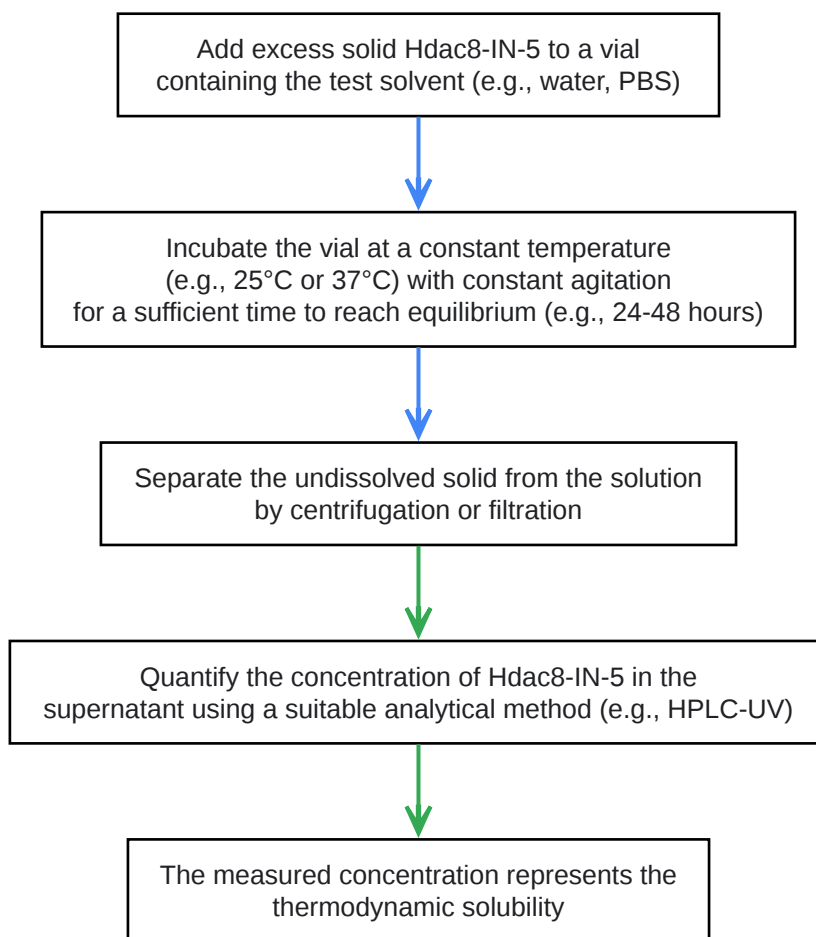 Add excess solid Hdac8-IN-5 to a vial
containing the test solvent (e.g., water, PBS)
Incubate the vial at a constant temperature
(e.g., 25°C or 37°C) with constant agitation
for a sufficient time to reach equilibrium (e.g., 24-48 hours)
Separate the undissolved solid from the solution
by centrifugation or filtration
Quantify the concentration of Hdac8-IN-5 in the
supernatant using a suitable analytical method (e.g., HPLC-UV)
The measured concentration represents the
thermodynamic solubility